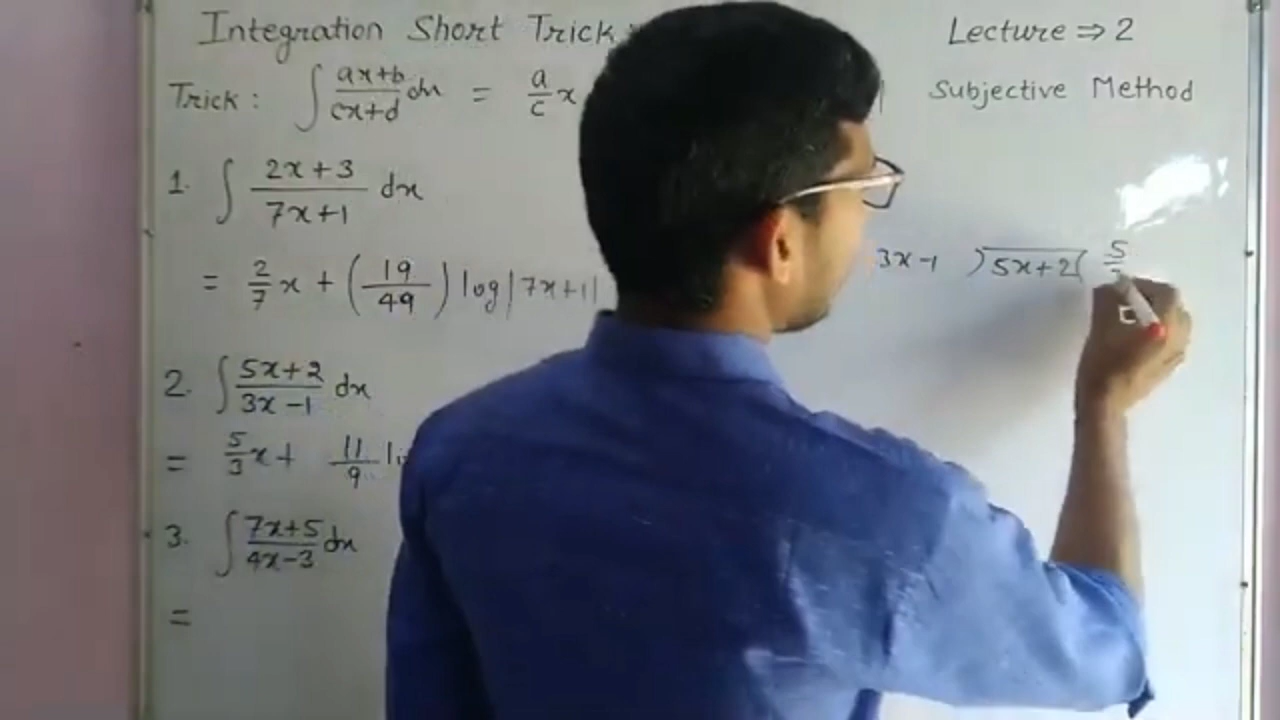 Integration Short Trick
Lecture ⇒ 2
Trick : ∫ (ax+b)/(cx+d) dx = a/c x
Subjective Method
1. ∫ (2x+3)/(7x+1) dx
= 2/7 x + (19/49) log|7x+1|
3x-1 ) 5x+2 ( 5/
2. ∫ (5x+2)/(3x-1) dx
= 5/3 x + 11/9
3. ∫ (7x+5)/(4x-3) dx
=